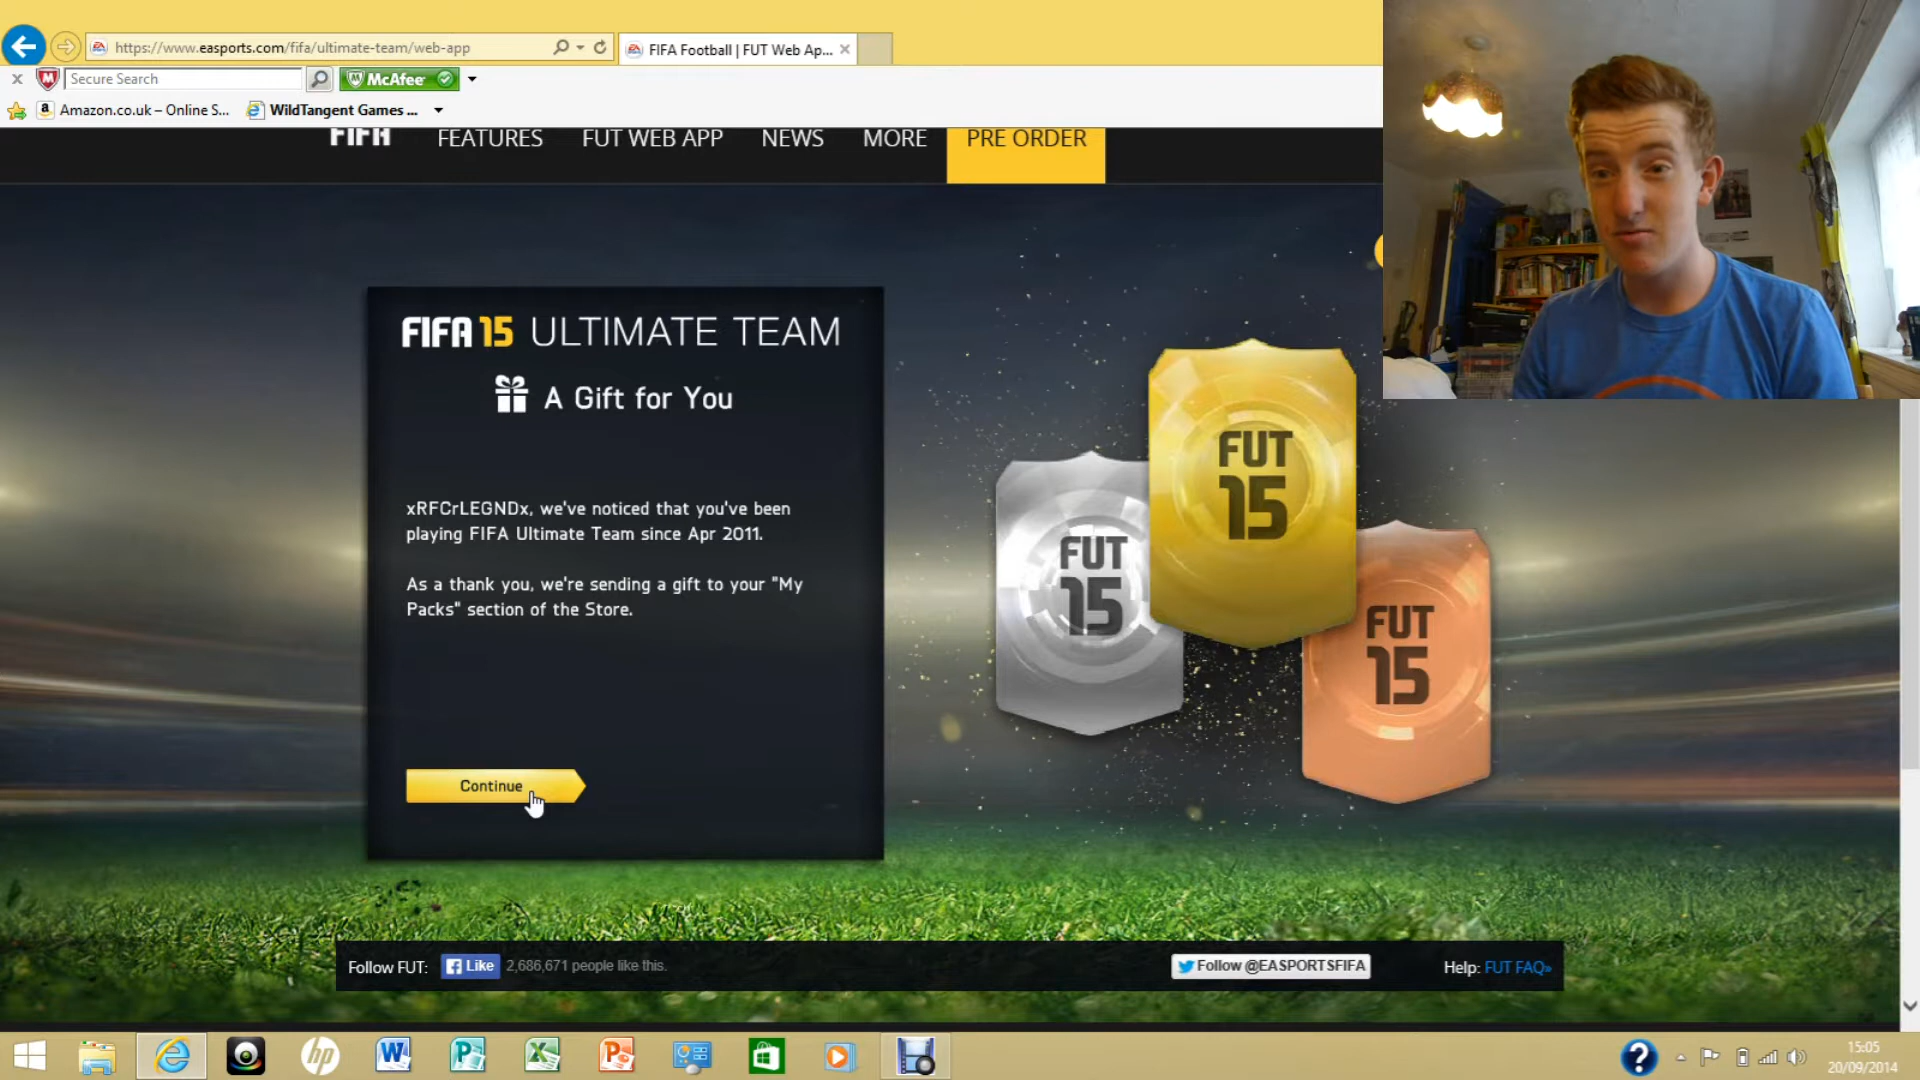 https://www.easports.com/fifa/ultimate-team/web-app
FIFA Football | FUT Web Ap...
Secure Search
McAfee
Amazon.co.uk – Online S...
WildTangent Games ...
FIFA
FEATURES
FUT WEB APP
NEWS
MORE
PRE ORDER
FIFA 15 ULTIMATE TEAM
A Gift for You
xRFCrLEGNDx, we've noticed that you've been
playing FIFA Ultimate Team since Apr 2011.
As a thank you, we're sending a gift to your "My
Packs" section of the Store.
Continue
FUT
15
FUT
15
FUT
15
Follow FUT:
Like
2,686,671 people like this.
Follow @EASPORTSFIFA
Help: FUT FAQ»
15:05
20/09/2014